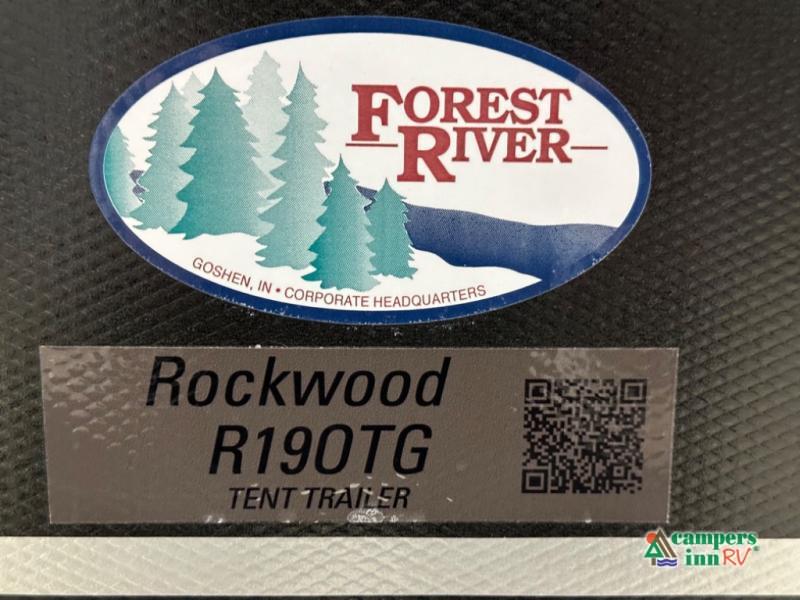 FOREST
RIVER
GOSHEN, IN • CORPORATE HEADQUARTERS
Rockwood
R190TG
TENT TRAILER
campers
inn RV®